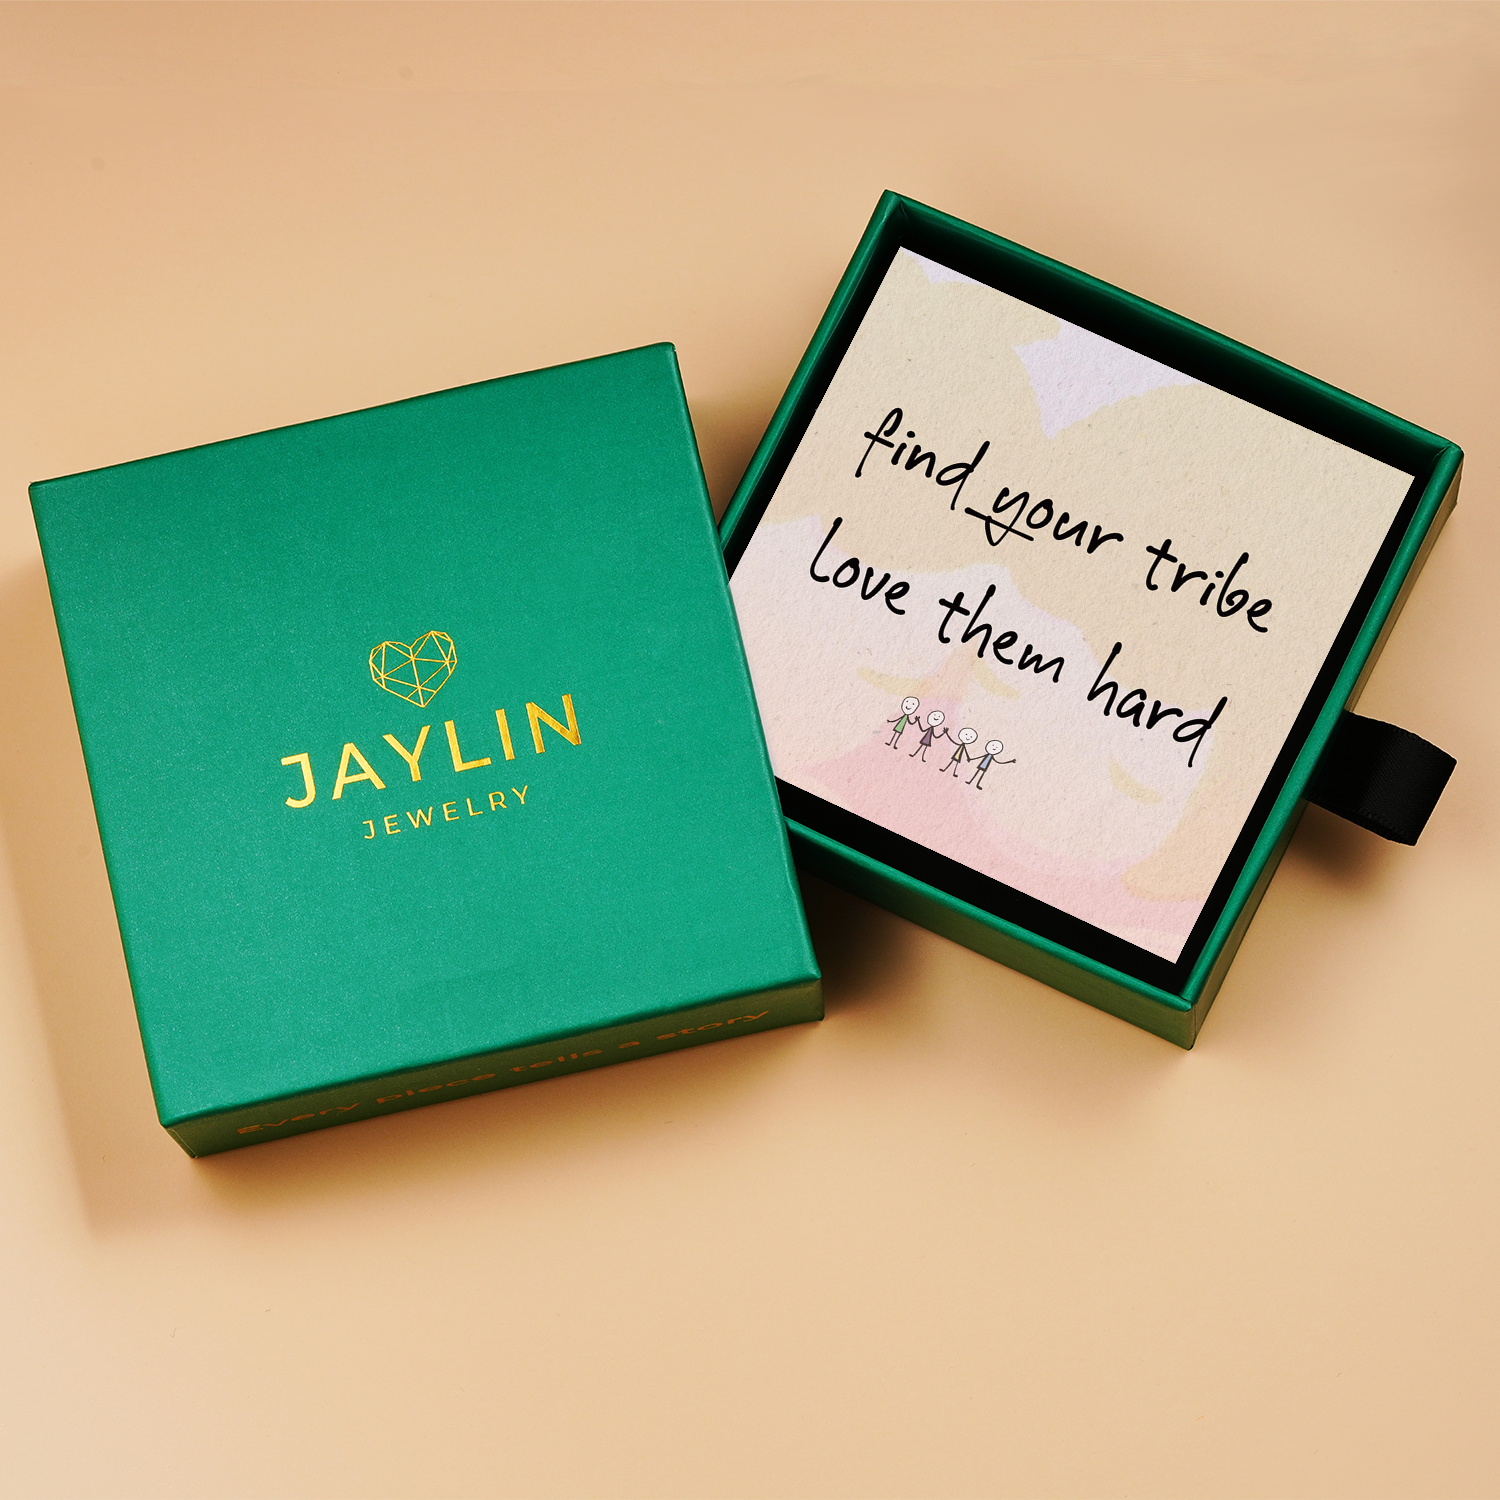 JAYLIN
JEWELRY
Every piece tells a story
find your tribe
love them hard